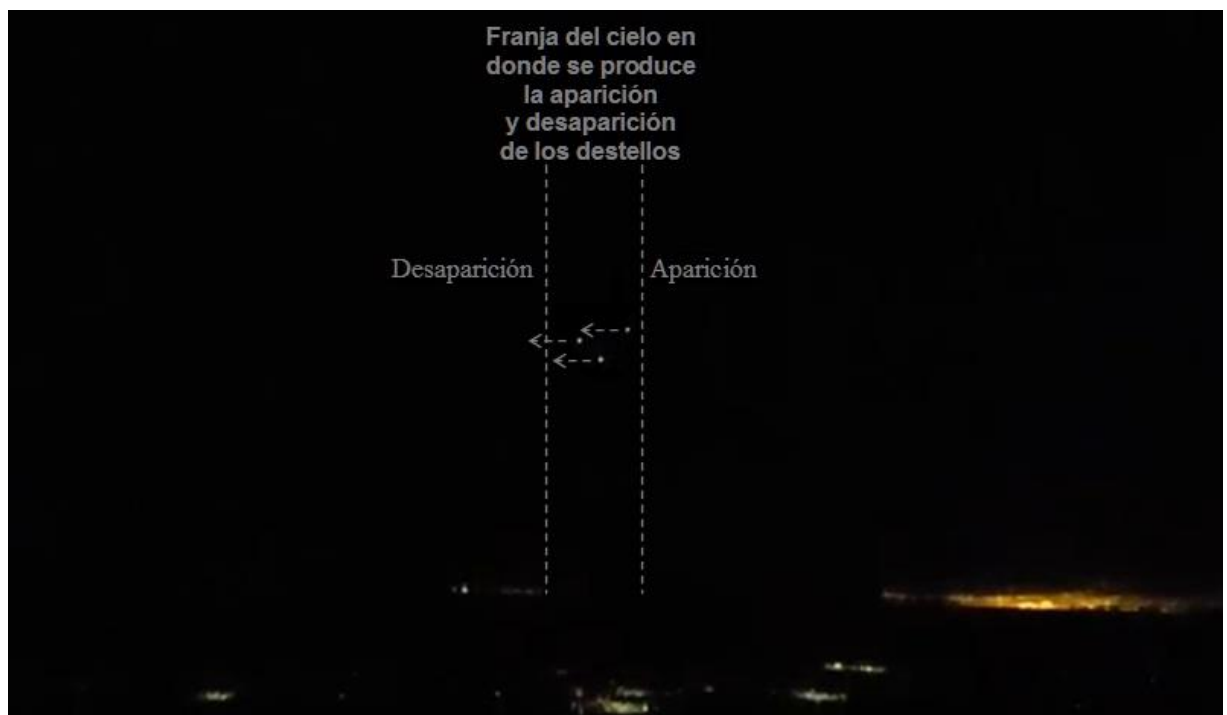 Franja del cielo en
donde se produce
la aparición
y desaparición
de los destellos
Desaparición
Aparición